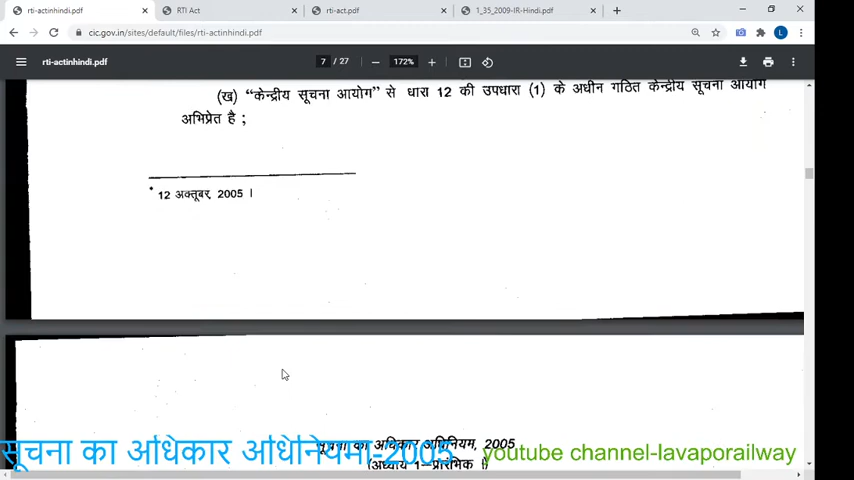 rti-actinhindi.pdf
RTI Act
rti-act.pdf
1_35_2009-IR-Hindi.pdf
cic.gov.in/sites/default/files/rti-actinhindi.pdf
L
rti-actinhindi.pdf
7 / 27
172%
(ख) "केन्द्रीय सूचना आयोग" से धारा 12 की उपधारा (1) के अधीन गठित केन्द्रीय सूचना आयोग
अभिप्रेत है ;
* 12 अक्तूबर, 2005 ।
सूचना का अधिकार अधिनियम, 2005
सूचना का अधिकार अधिनियमा-2005
youtube channel-lavaporailway
(अध्याय 1—प्रारंभिक ।)